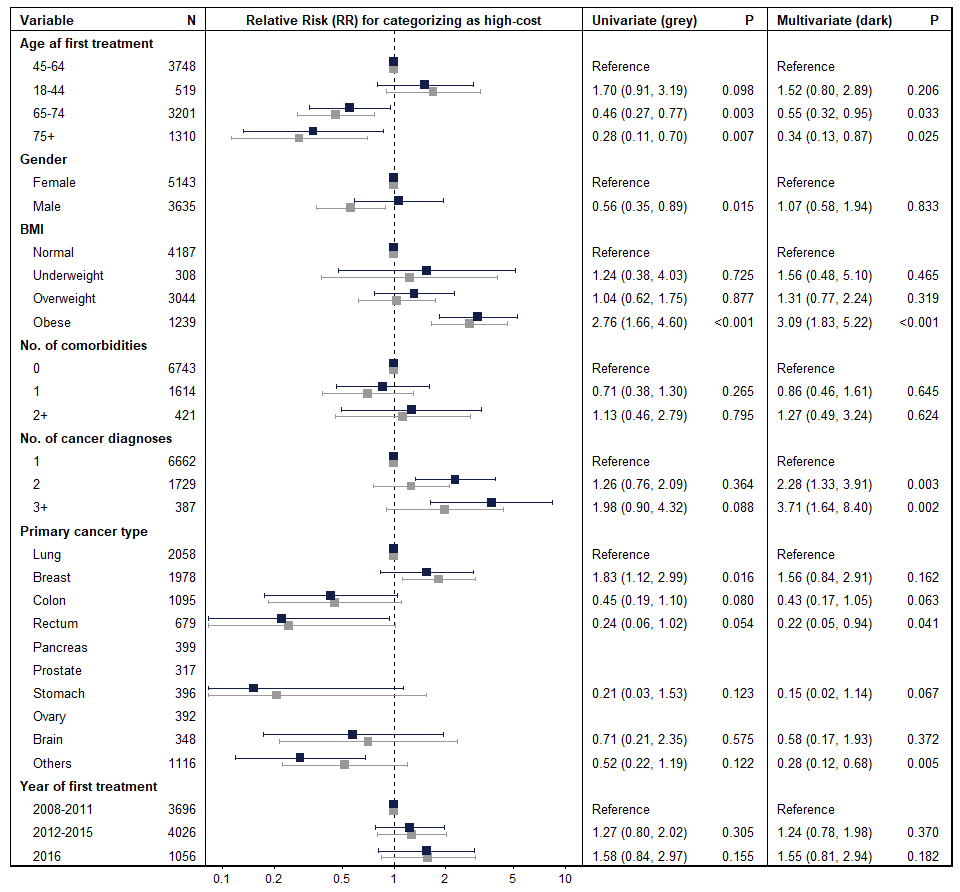 Variable N Relative Risk (RR) for categorizing as high-cost Univariate (grey) P Multivariate (dark) P
Age af first treatment
45-64 3748 Reference Reference
18-44 519 1.70 (0.91, 3.19) 0.098 1.52 (0.80, 2.89) 0.206
65-74 3201 0.46 (0.27, 0.77) 0.003 0.55 (0.32, 0.95) 0.033
75+ 1310 0.28 (0.11, 0.70) 0.007 0.34 (0.13, 0.87) 0.025
Gender
Female 5143 Reference Reference
Male 3635 0.56 (0.35, 0.89) 0.015 1.07 (0.58, 1.94) 0.833
BMI
Normal 4187 Reference Reference
Underweight 308 1.24 (0.38, 4.03) 0.725 1.56 (0.48, 5.10) 0.465
Overweight 3044 1.04 (0.62, 1.75) 0.877 1.31 (0.77, 2.24) 0.319
Obese 1239 2.76 (1.66, 4.60) <0.001 3.09 (1.83, 5.22) <0.001
No. of comorbidities
0 6743 Reference Reference
1 1614 0.71 (0.38, 1.30) 0.265 0.86 (0.46, 1.61) 0.645
2+ 421 1.13 (0.46, 2.79) 0.795 1.27 (0.49, 3.24) 0.624
No. of cancer diagnoses
1 6662 Reference Reference
2 1729 1.26 (0.76, 2.09) 0.364 2.28 (1.33, 3.91) 0.003
3+ 387 1.98 (0.90, 4.32) 0.088 3.71 (1.64, 8.40) 0.002
Primary cancer type
Lung 2058 Reference Reference
Breast 1978 1.83 (1.12, 2.99) 0.016 1.56 (0.84, 2.91) 0.162
Colon 1095 0.45 (0.19, 1.10) 0.080 0.43 (0.17, 1.05) 0.063
Rectum 679 0.24 (0.06, 1.02) 0.054 0.22 (0.05, 0.94) 0.041
Pancreas 399
Prostate 317
Stomach 396 0.21 (0.03, 1.53) 0.123 0.15 (0.02, 1.14) 0.067
Ovary 392
Brain 348 0.71 (0.21, 2.35) 0.575 0.58 (0.17, 1.93) 0.372
Others 1116 0.52 (0.22, 1.19) 0.122 0.28 (0.12, 0.68) 0.005
Year of first treatment
2008-2011 3696 Reference Reference
2012-2015 4026 1.27 (0.80, 2.02) 0.305 1.24 (0.78, 1.98) 0.370
2016 1056 1.58 (0.84, 2.97) 0.155 1.55 (0.81, 2.94) 0.182
0.1 0.2 0.5 1 2 5 10